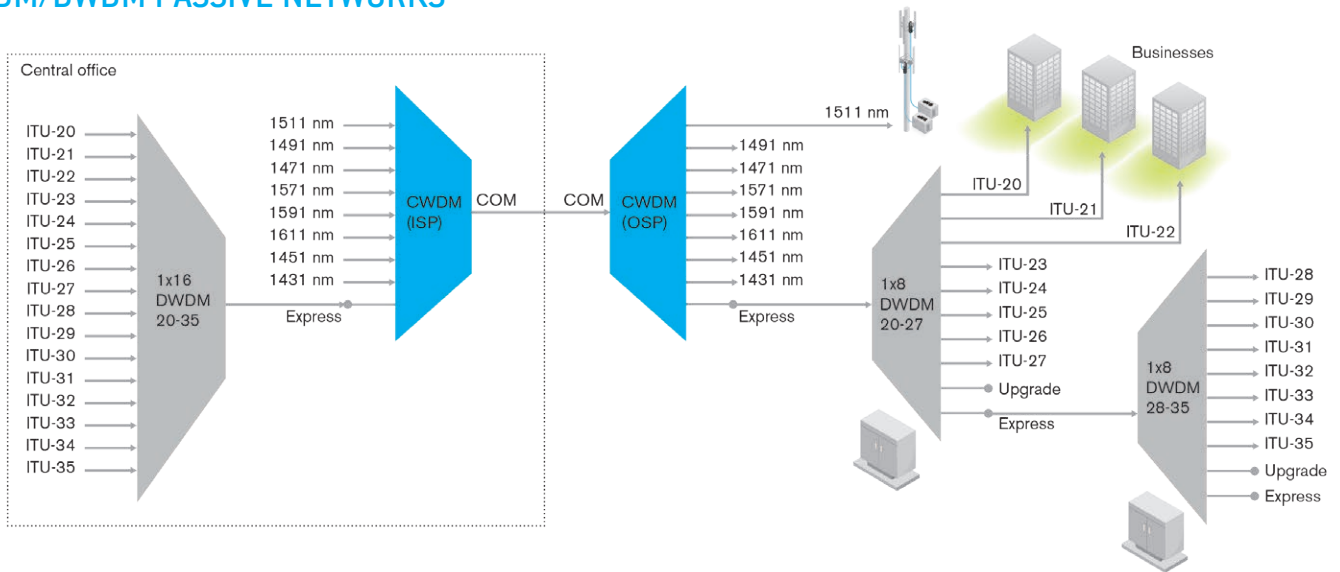 DM/DWDM PASSIVE NETWORKS
Central office
ITU-20
ITU-21
ITU-22
ITU-23
ITU-24
ITU-25
ITU-26
ITU-27
ITU-28
ITU-29
ITU-30
ITU-31
ITU-32
ITU-33
ITU-34
ITU-35
1x16
DWDM
20-35
1511 nm
1491 nm
1471 nm
1571 nm
1591 nm
1611 nm
1451 nm
1431 nm
Express
CWDM
(ISP)
COM
COM
CWDM
(OSP)
1511 nm
1491 nm
1471 nm
1571 nm
1591 nm
1611 nm
1451 nm
1431 nm
Express
Businesses
1x8
DWDM
20-27
ITU-20
ITU-21
ITU-22
ITU-23
ITU-24
ITU-25
ITU-26
ITU-27
Upgrade
Express
1x8
DWDM
28-35
ITU-28
ITU-29
ITU-30
ITU-31
ITU-32
ITU-33
ITU-34
ITU-35
Upgrade
Express